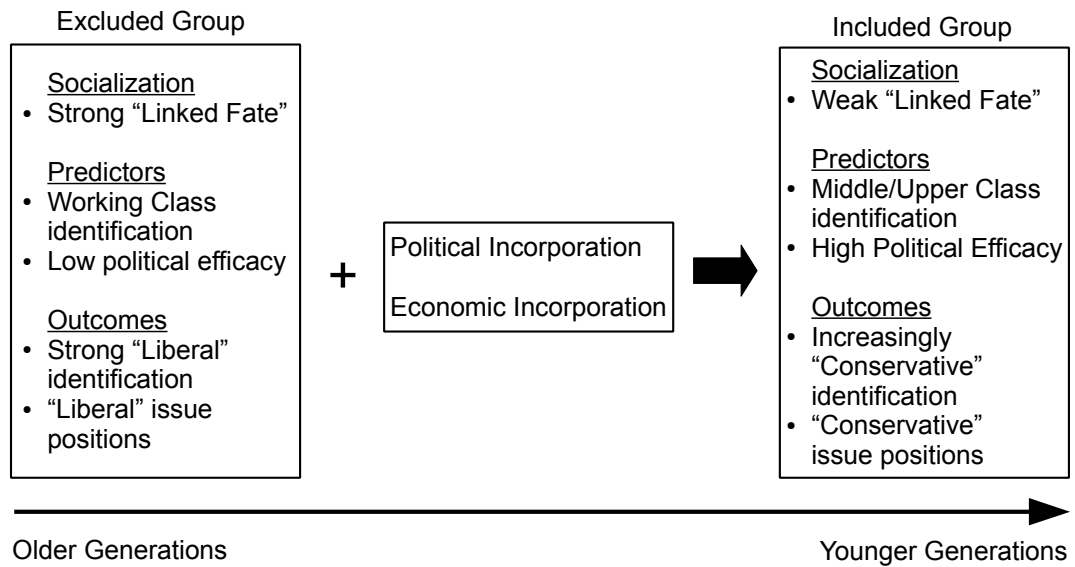 Excluded Group
Socialization
• Strong “Linked Fate”
Predictors
• Working Class
identification
• Low political efficacy
Outcomes
• Strong “Liberal”
identification
• “Liberal” issue
positions
+
Political Incorporation
Economic Incorporation
Included Group
Socialization
• Weak “Linked Fate”
Predictors
• Middle/Upper Class
identification
• High Political Efficacy
Outcomes
• Increasingly
“Conservative”
identification
• “Conservative”
issue positions
Older Generations
Younger Generations